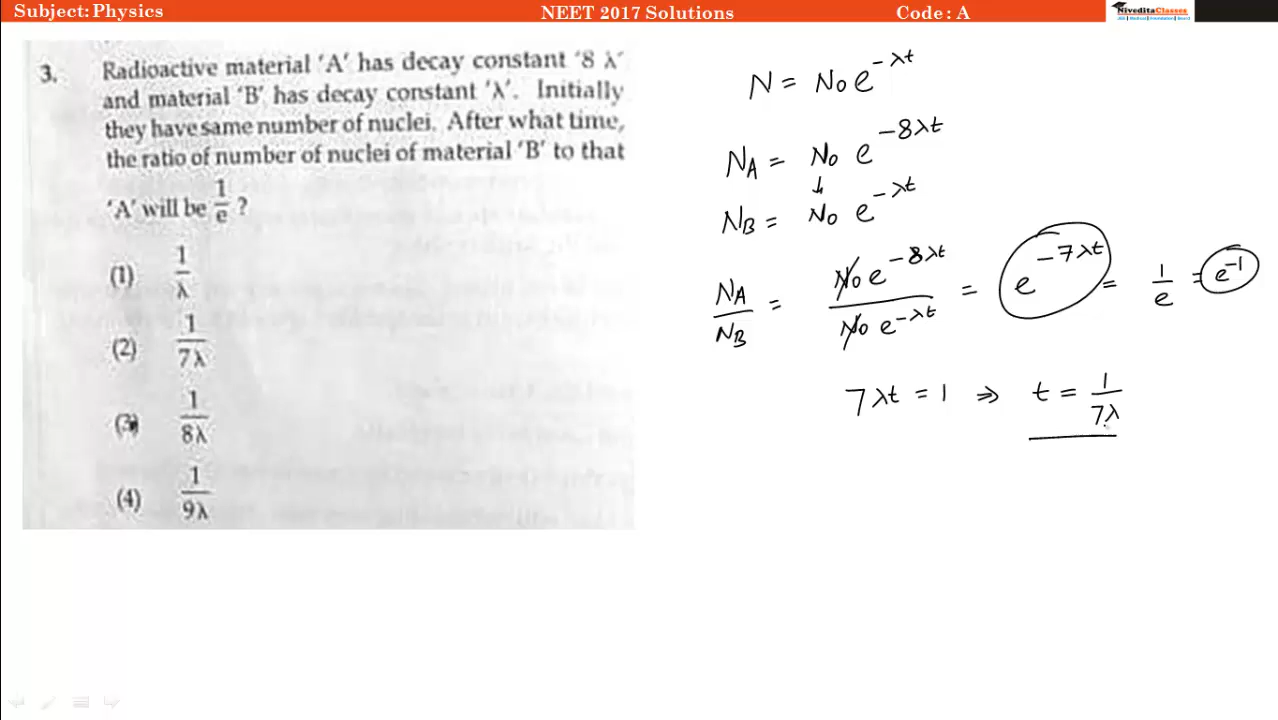 Subject: Physics
NEET 2017 Solutions
Code : A
NiveditaClasses
3. Radioactive material 'A' has decay constant '8 λ'
and material 'B' has decay constant 'λ'. Initially
they have same number of nuclei. After what time,
the ratio of number of nuclei of material 'B' to that
'A' will be 1/e ?
(1) 1/λ
(2) 1/7λ
(3) 1/8λ
(4) 1/9λ
N = N₀ e^-λt
N_A = N₀ e^-8λt
↓
N_B = N₀ e^-λt
N_A/N_B = N₀ e^-8λt / N₀ e^-λt = e^-7λt = 1/e = e^-1
7λt = 1 ⇒ t = 1/7λ